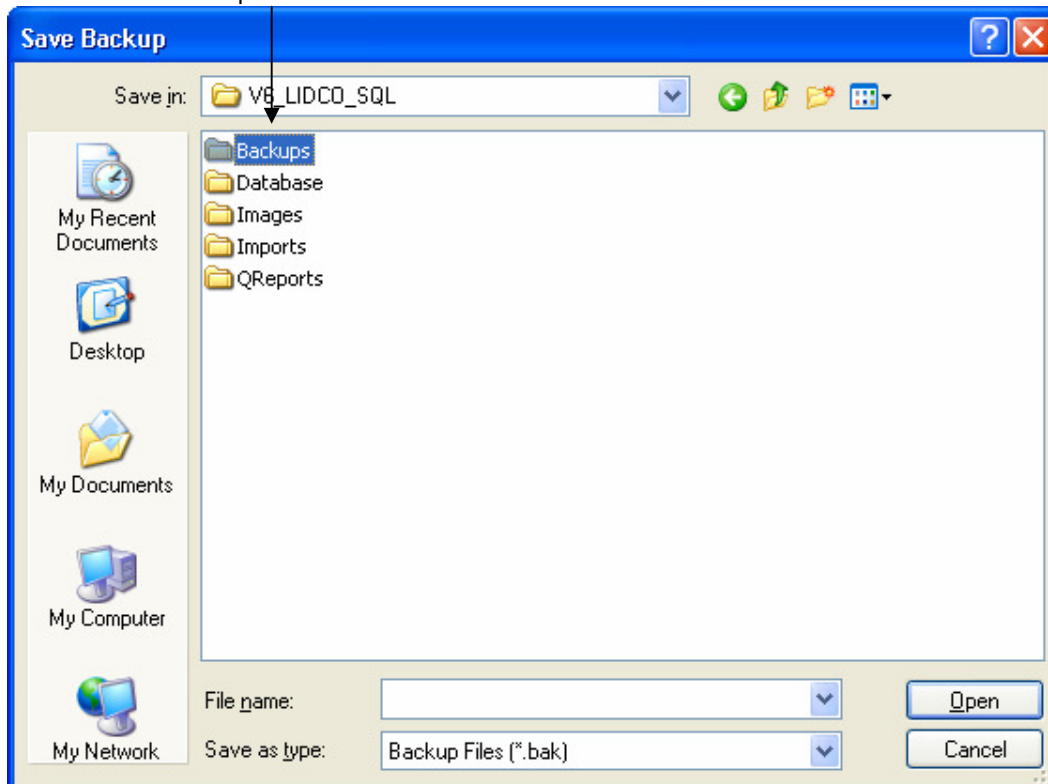 Save Backup
Save in: V6_LIDCO_SQL
Backups
Database
Images
Imports
QReports
My Recent
Documents
Desktop
My Documents
My Computer
My Network
File name:
Open
Save as type: Backup Files (*.bak)
Cancel